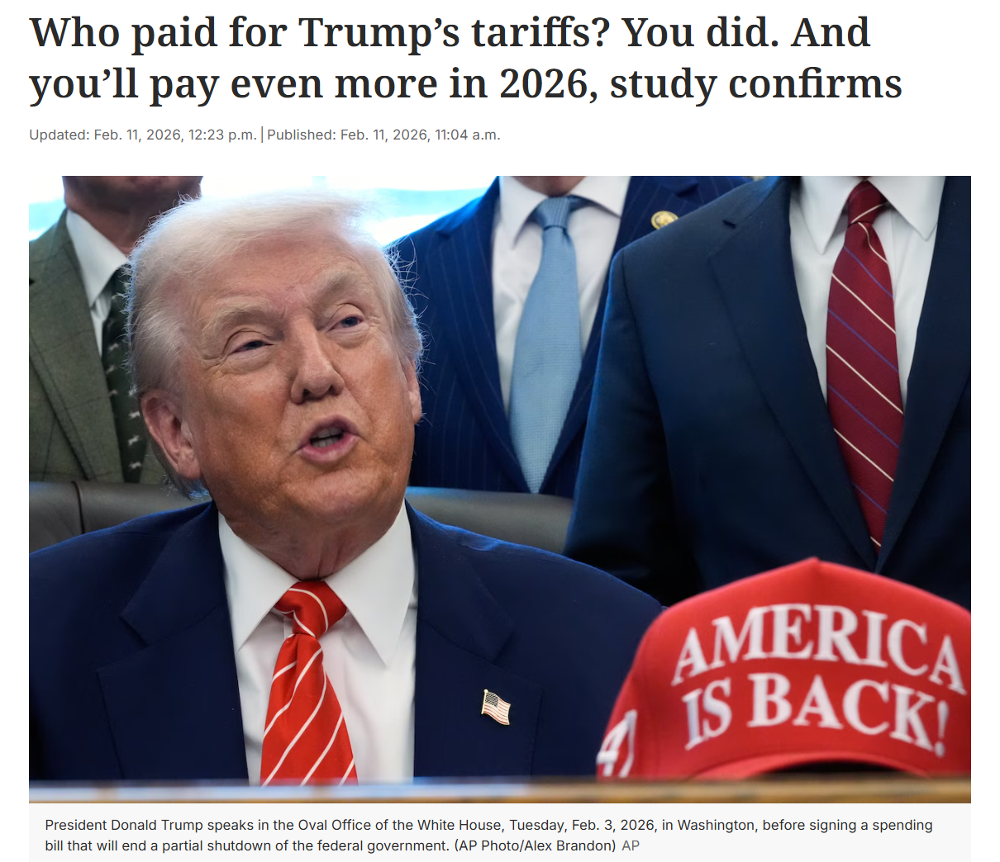 Who paid for Trump’s tariffs? You did. And
you’ll pay even more in 2026, study confirms
Updated: Feb. 11, 2026, 12:23 p.m. | Published: Feb. 11, 2026, 11:04 a.m.
AMERICA
IS BACK!
President Donald Trump speaks in the Oval Office of the White House, Tuesday, Feb. 3, 2026, in Washington, before signing a spending
bill that will end a partial shutdown of the federal government. (AP Photo/Alex Brandon) AP